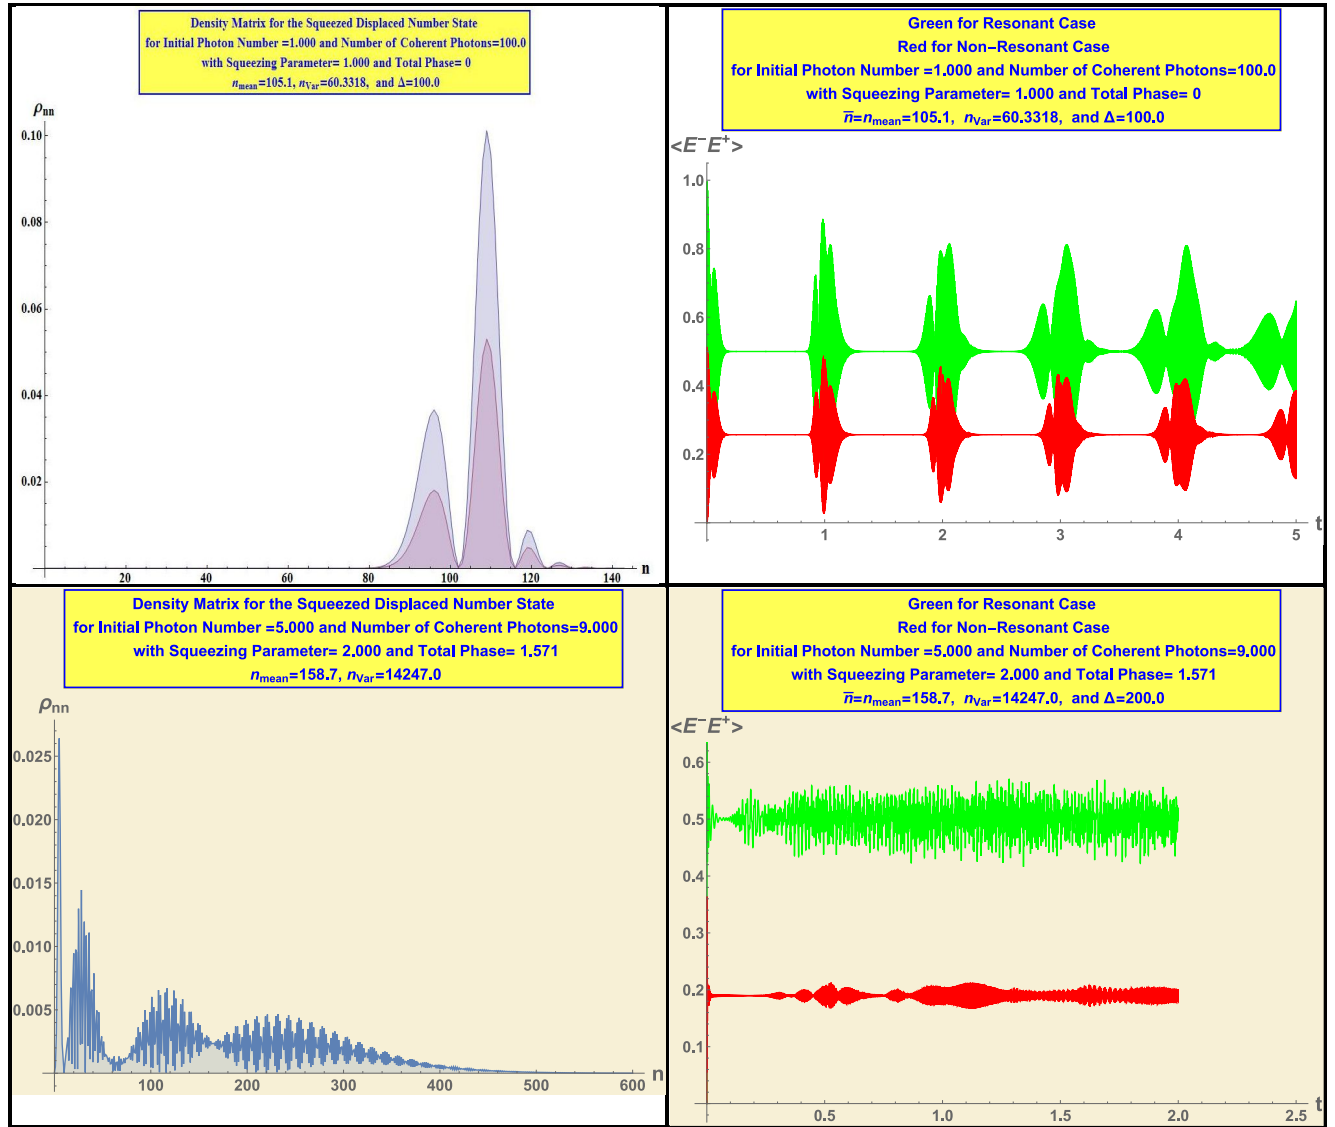 Density Matrix for the Squeezed Displaced Number State
for Initial Photon Number =1.000 and Number of Coherent Photons=100.0
with Squeezing Parameter= 1.000 and Total Phase= 0
n_mean=105.1, n_Var=60.3318, and Δ=100.0
ρ_nn
0.10
0.08
0.06
0.04
0.02
20 40 60 80 100 120 140
n
Green for Resonant Case
Red for Non−Resonant Case
for Initial Photon Number =1.000 and Number of Coherent Photons=100.0
with Squeezing Parameter= 1.000 and Total Phase= 0
n̅=n_mean=105.1, n_Var=60.3318, and Δ=100.0
<E⁻E⁺>
1.0
0.8
0.6
0.4
0.2
1 2 3 4 5
t
Density Matrix for the Squeezed Displaced Number State
for Initial Photon Number =5.000 and Number of Coherent Photons=9.000
with Squeezing Parameter= 2.000 and Total Phase= 1.571
n_mean=158.7, n_Var=14247.0
ρ_nn
0.025
0.020
0.015
0.010
0.005
100 200 300 400 500 600
n
Green for Resonant Case
Red for Non−Resonant Case
for Initial Photon Number =5.000 and Number of Coherent Photons=9.000
with Squeezing Parameter= 2.000 and Total Phase= 1.571
n̅=n_mean=158.7, n_Var=14247.0, and Δ=200.0
<E⁻E⁺>
0.6
0.5
0.4
0.3
0.2
0.1
0.5 1.0 1.5 2.0 2.5
t